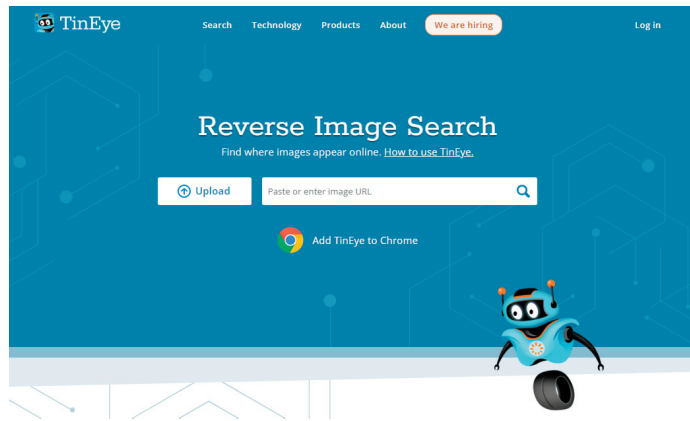 TinEye
Search Technology Products About We are hiring Log in
Reverse Image Search
Find where images appear online. How to use TinEye.
Upload Paste or enter image URL
Add TinEye to Chrome